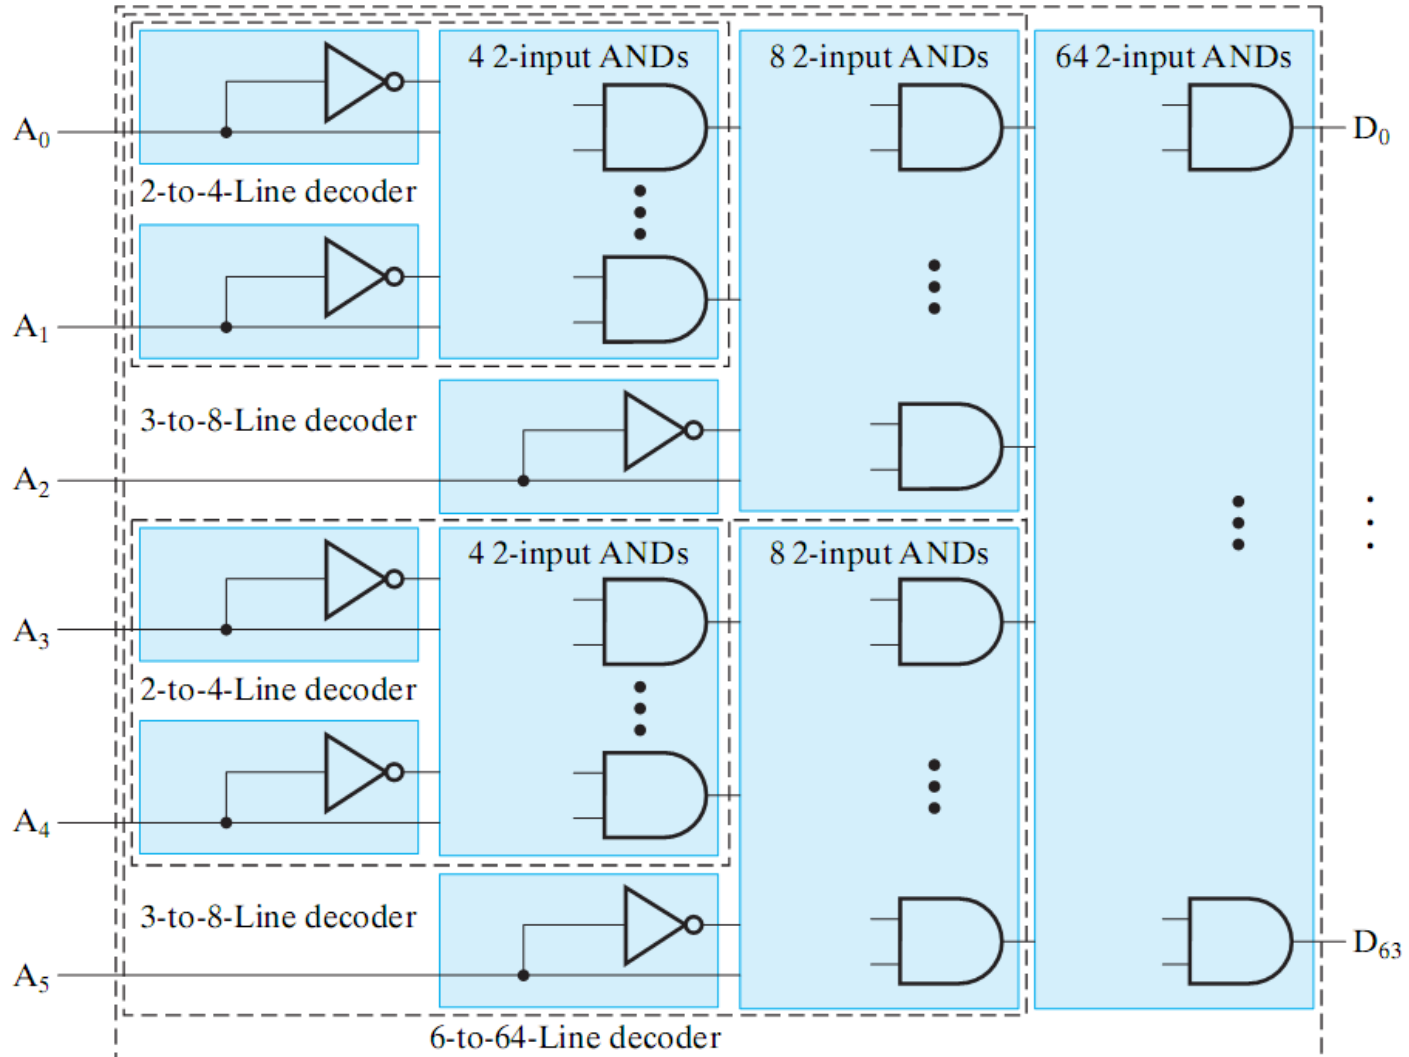 4 2-input ANDs
8 2-input ANDs
64 2-input ANDs
A0
D0
2-to-4-Line decoder
A1
3-to-8-Line decoder
A2
4 2-input ANDs
8 2-input ANDs
A3
2-to-4-Line decoder
A4
3-to-8-Line decoder
D63
A5
6-to-64-Line decoder